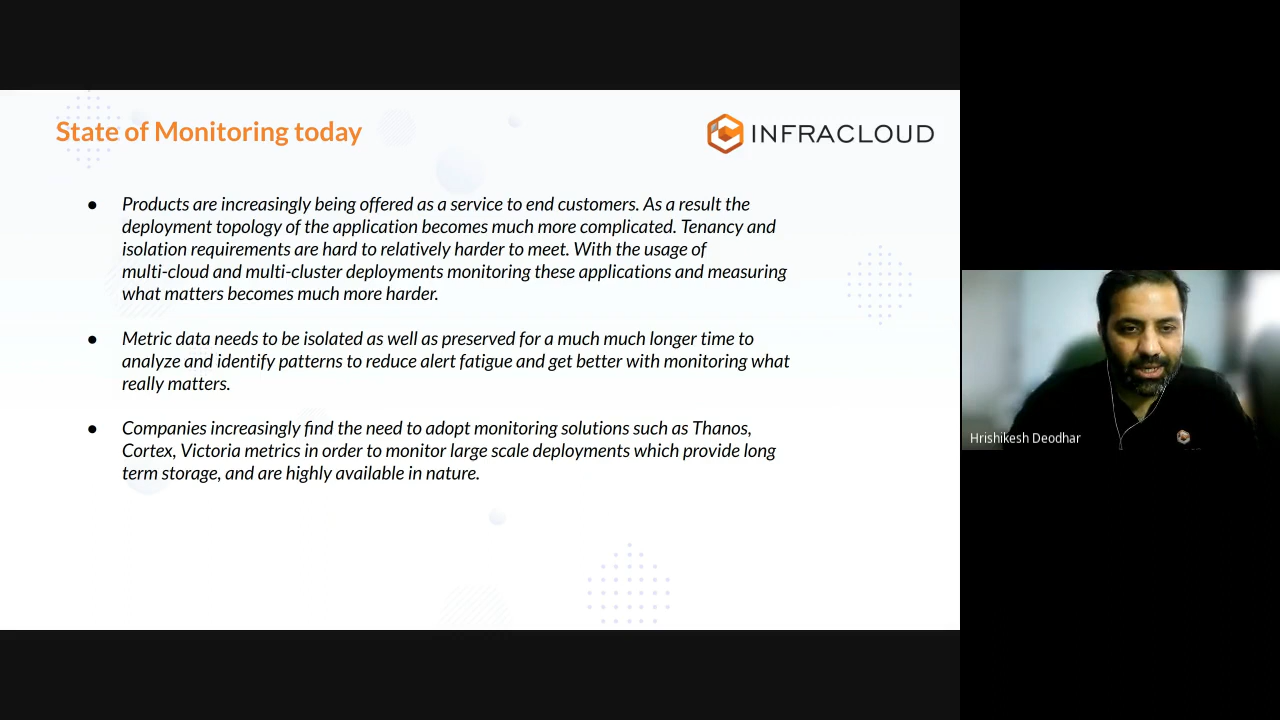 State of Monitoring today
INFRACLOUD
● Products are increasingly being offered as a service to end customers. As a result the
deployment topology of the application becomes much more complicated. Tenancy and
isolation requirements are hard to relatively harder to meet. With the usage of
multi-cloud and multi-cluster deployments monitoring these applications and measuring
what matters becomes much more harder.
● Metric data needs to be isolated as well as preserved for a much much longer time to
analyze and identify patterns to reduce alert fatigue and get better with monitoring what
really matters.
● Companies increasingly find the need to adopt monitoring solutions such as Thanos,
Cortex, Victoria metrics in order to monitor large scale deployments which provide long
term storage, and are highly available in nature.
Hrishikesh Deodhar